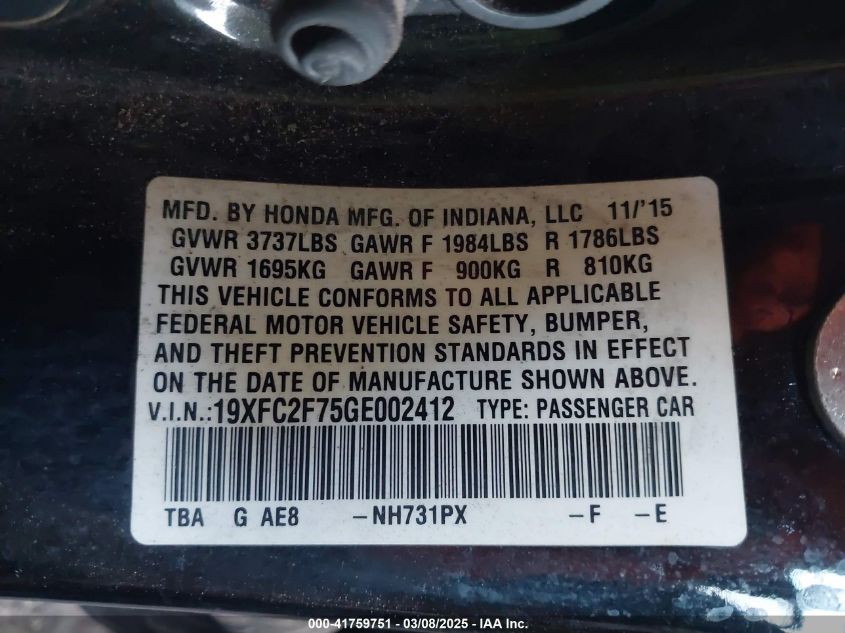 MFD. BY HONDA MFG. OF INDIANA, LLC 11/'15
GVWR 3737LBS GAWR F 1984LBS R 1786LBS
GVWR 1695KG GAWR F 900KG R 810KG
THIS VEHICLE CONFORMS TO ALL APPLICABLE
FEDERAL MOTOR VEHICLE SAFETY, BUMPER,
AND THEFT PREVENTION STANDARDS IN EFFECT
ON THE DATE OF MANUFACTURE SHOWN ABOVE.
V.I.N.:19XFC2F75GE002412 TYPE: PASSENGER CAR
TBA G AE8 -NH731PX -F -E
000-41759751 — 03/08/2025 — IAA Inc.